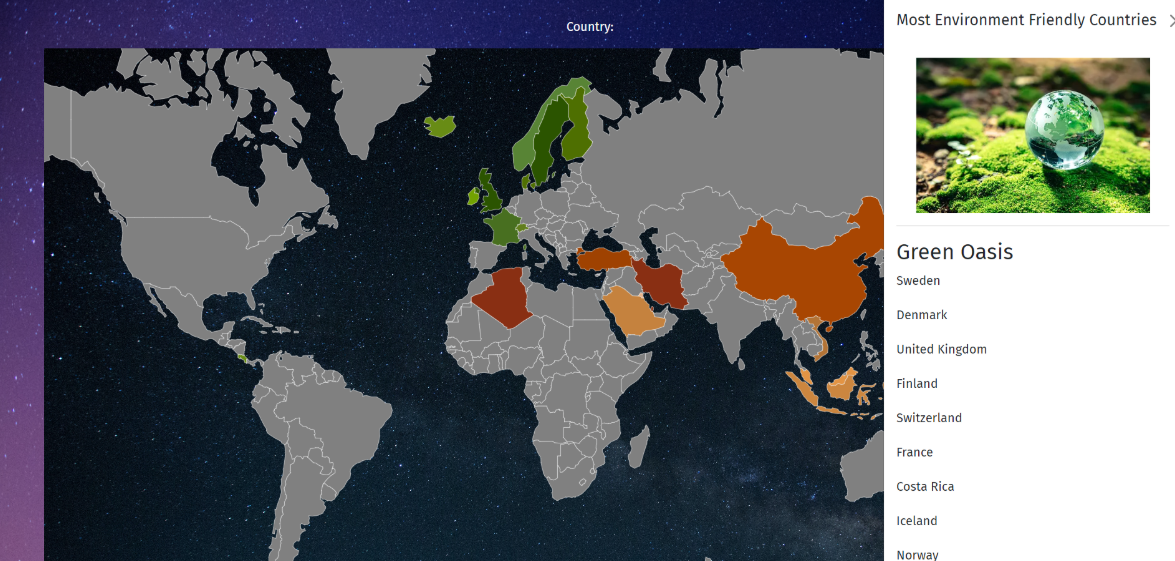 Country:
Most Environment Friendly Countries
Green Oasis
Sweden
Denmark
United Kingdom
Finland
Switzerland
France
Costa Rica
Iceland
Norway